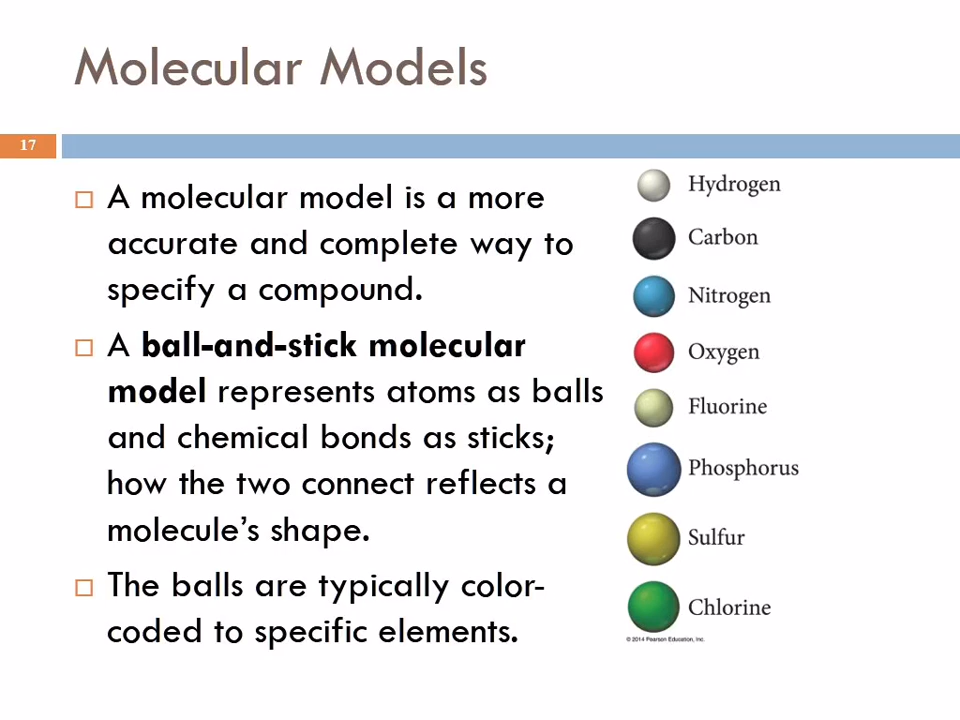 Molecular Models
17
A molecular model is a more
accurate and complete way to
specify a compound.
A ball-and-stick molecular
model represents atoms as balls
and chemical bonds as sticks;
how the two connect reflects a
molecule’s shape.
The balls are typically color-
coded to specific elements.
Hydrogen
Carbon
Nitrogen
Oxygen
Fluorine
Phosphorus
Sulfur
Chlorine
© 2014 Pearson Education, Inc.